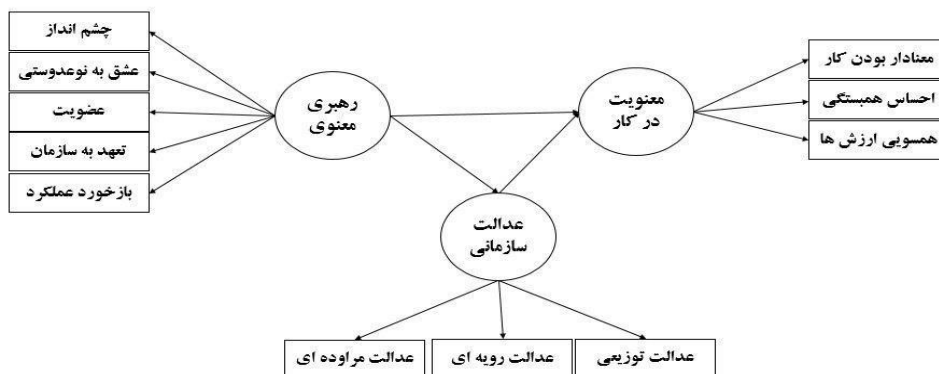 چشم انداز
عشق به نوعدوستی
عضویت
تعهد به سازمان
بازخورد عملکرد
رهبری
معنوی
معنویت
در کار
معنادار بودن کار
احساس همبستگی
همسویی ارزش ها
عدالت
سازمانی
عدالت توزیعی
عدالت رویه ای
عدالت مراوده ای